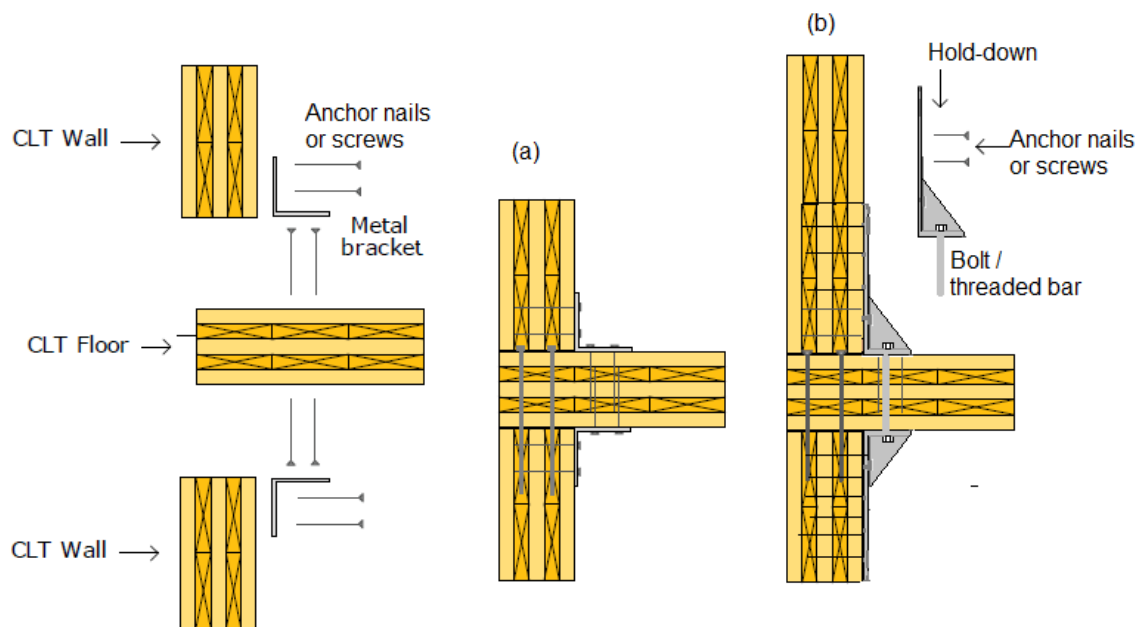 CLT Wall
Anchor nails
or screws
Metal
bracket
CLT Floor
CLT Wall
(a)
(b)
Hold-down
Anchor nails
or screws
Bolt /
threaded bar